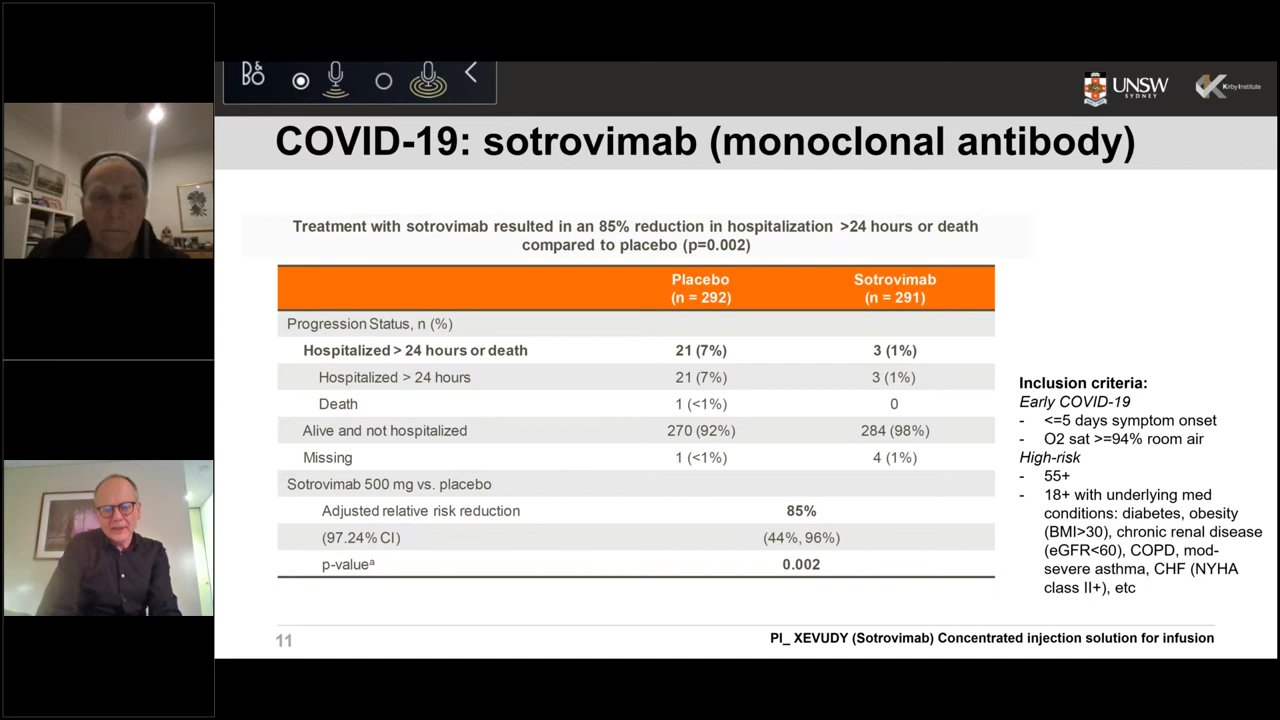 B&O
BO
UNSW
SYDNEY
Kirby Institute
COVID-19: sotrovimab (monoclonal antibody)
Treatment with sotrovimab resulted in an 85% reduction in hospitalization >24 hours or death
compared to placebo (p=0.002)
Placebo
(n = 292)
Sotrovimab
(n = 291)
Progression Status, n (%)
Hospitalized > 24 hours or death 21 (7%) 3 (1%)
Hospitalized > 24 hours 21 (7%) 3 (1%)
Death 1 (<1%) 0
Alive and not hospitalized 270 (92%) 284 (98%)
Missing 1 (<1%) 4 (1%)
Sotrovimab 500 mg vs. placebo
Adjusted relative risk reduction 85%
(97.24% CI) (44%, 96%)
p-valueᵃ 0.002
Inclusion criteria:
Early COVID-19
- <=5 days symptom onset
- O2 sat >=94% room air
High-risk
- 55+
- 18+ with underlying med
conditions: diabetes, obesity
(BMI>30), chronic renal disease
(eGFR<60), COPD, mod-
severe asthma, CHF (NYHA
class II+), etc
11
PI_ XEVUDY (Sotrovimab) Concentrated injection solution for infusion